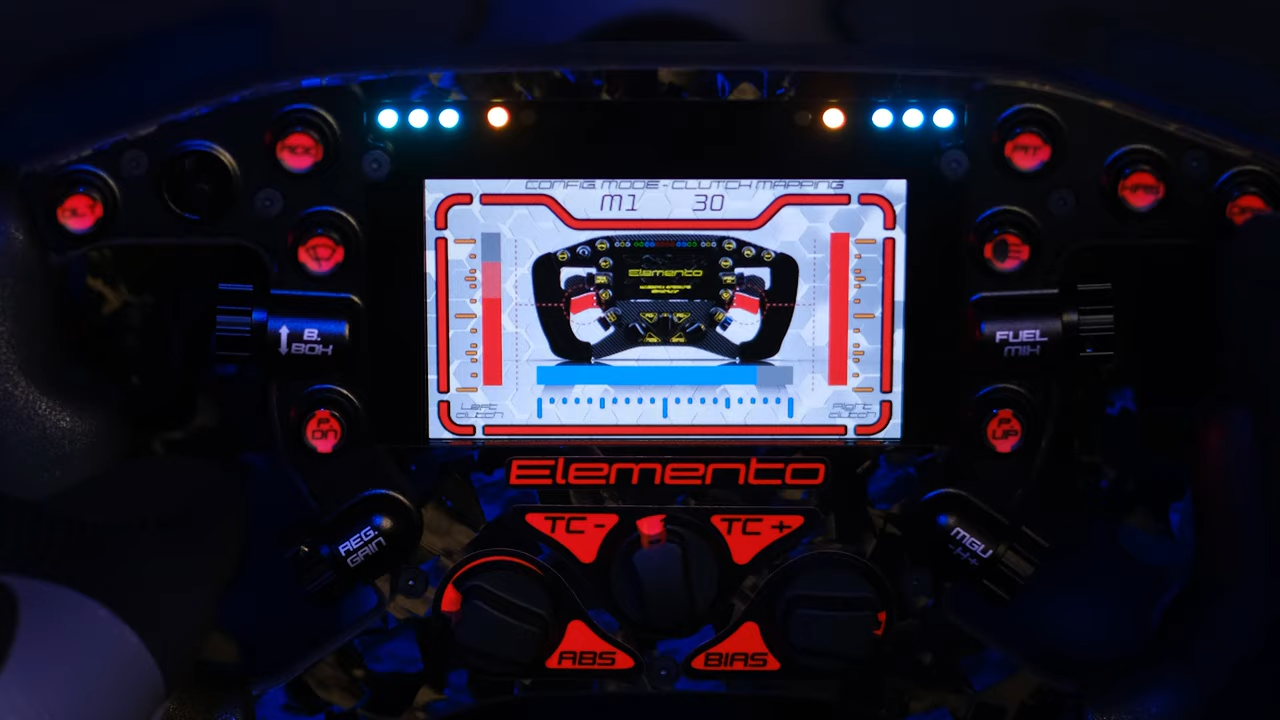 CONFIG. MODE - CLUTCH MAPPING
M1 30
Elemento
Left
clutch
Right
clutch
PIT
B.
BOX
FUEL
MIX
P.
DN
P.
UP
Elemento
TC -
TC +
REG.
GAIN
MGU
-H+
ABS
BIAS